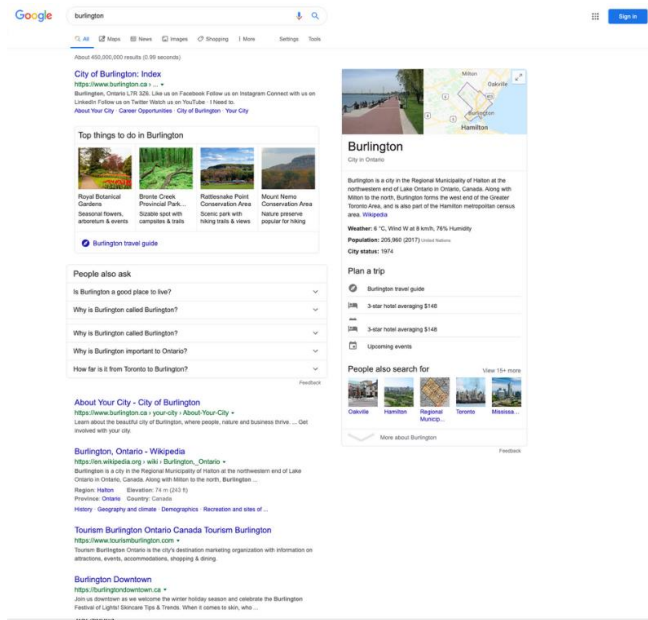 Google
burlington
Sign in
All Maps News Images Shopping More Settings Tools
About 450,000,000 results (0.99 seconds)
City of Burlington: Index
https://www.burlington.ca › ...
Burlington, Ontario L7R 3Z6. Like us on Facebook Follow us on Instagram Connect with us on
LinkedIn Follow us on Twitter Watch us on YouTube · I Need to.
About Your City · Career Opportunities · City of Burlington · Your City
Top things to do in Burlington
Royal Botanical
Gardens
Seasonal flowers,
arboretum & events
Bronte Creek
Provincial Park...
Sizable spot with
campsites & trails
Rattlesnake Point
Conservation Area
Scenic park with
hiking trails & views
Mount Nemo
Conservation Area
Nature preserve
popular for hiking
Burlington travel guide
People also ask
Is Burlington a good place to live?
Why is Burlington called Burlington?
Why is Burlington called Burlington?
Why is Burlington important to Ontario?
How far is it from Toronto to Burlington?
Feedback
About Your City - City of Burlington
https://www.burlington.ca › your-city › About-Your-City
Learn about the beautiful city of Burlington, where people, nature and business thrive. ... Get
involved with your city.
Burlington, Ontario - Wikipedia
https://en.wikipedia.org › wiki › Burlington,_Ontario
Burlington is a city in the Regional Municipality of Halton at the northwestern end of Lake
Ontario in Ontario, Canada. Along with Milton to the north, Burlington ...
Region: Halton Elevation: 74 m (243 ft)
Province: Ontario Country: Canada
History · Geography and climate · Demographics · Recreation and sites of ...
Tourism Burlington Ontario Canada Tourism Burlington
https://www.tourismburlington.com
Tourism Burlington Ontario is the city's destination marketing organization with information on
attractions, events, accommodations, shopping & dining.
Burlington Downtown
https://burlingtondowntown.ca
Join us downtown as we welcome the winter holiday season and celebrate the Burlington
Festival of Lights! Skincare Tips & Trends. When it comes to skin, who ...
Milton
Oakville
Burlington
Hamilton
Burlington
City in Ontario
Burlington is a city in the Regional Municipality of Halton at the
northwestern end of Lake Ontario in Ontario, Canada. Along with
Milton to the north, Burlington forms the west end of the Greater
Toronto Area, and is also part of the Hamilton metropolitan census
area. Wikipedia
Weather: 6 °C, Wind W at 8 km/h, 76% Humidity
Population: 205,960 (2017) United Nations
City status: 1974
Plan a trip
Burlington travel guide
3-star hotel averaging $148
3-star hotel averaging $148
Upcoming events
People also search for
View 15+ more
Oakville
Hamilton
Regional
Municip...
Toronto
Mississa...
More about Burlington
Feedback